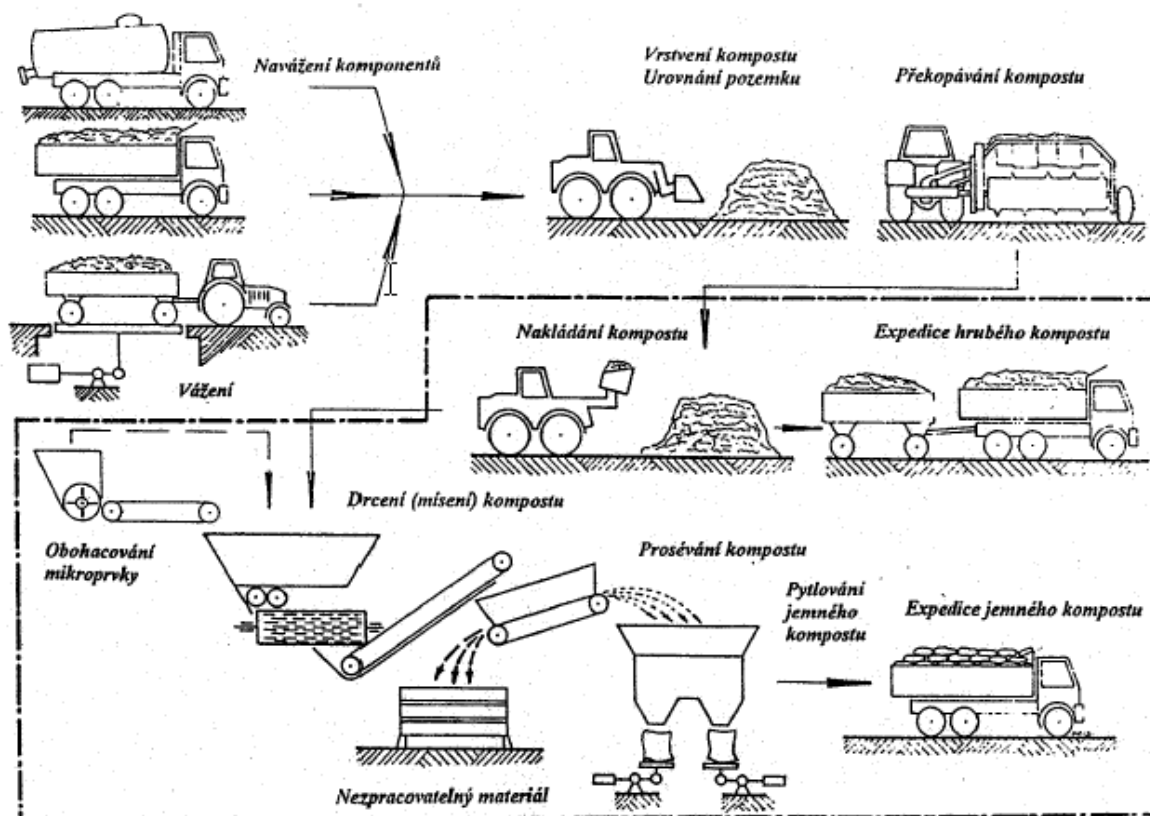 Navážení komponentů
Vrstvení kompostu
Urovnání pozemku
Překopávání kompostu
Vážení
Nakládání kompostu
Expedice hrubého kompostu
Drcení (mísení) kompostu
Obohacování
mikroprvky
Prosévání kompostu
Pytlování
jemného
kompostu
Expedice jemného kompostu
Nezpracovatelný materiál